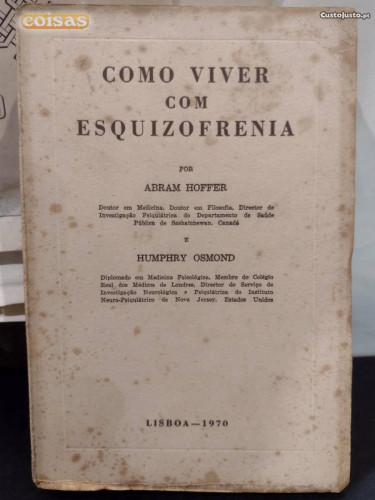 coisas
CustoJusto.pt
COMO VIVER
COM
ESQUIZOFRENIA
POR
ABRAM HOFFER
Doutor em Medicina. Doutor em Filosofia. Director de
Investigação Psiquiátrica do Departamento de Saúde
Pública de Saskatchewan. Canadá
E
HUMPHRY OSMOND
Diplomado em Medicina Psicológica. Membro do Colégio
Real dos Médicos de Londres. Director de Serviço de
Investigação Neurológica e Psiquiátrica do Instituto
Neuro-Psiquiátrico de Nova Jersey. Estados Unidos
LISBOA—1970